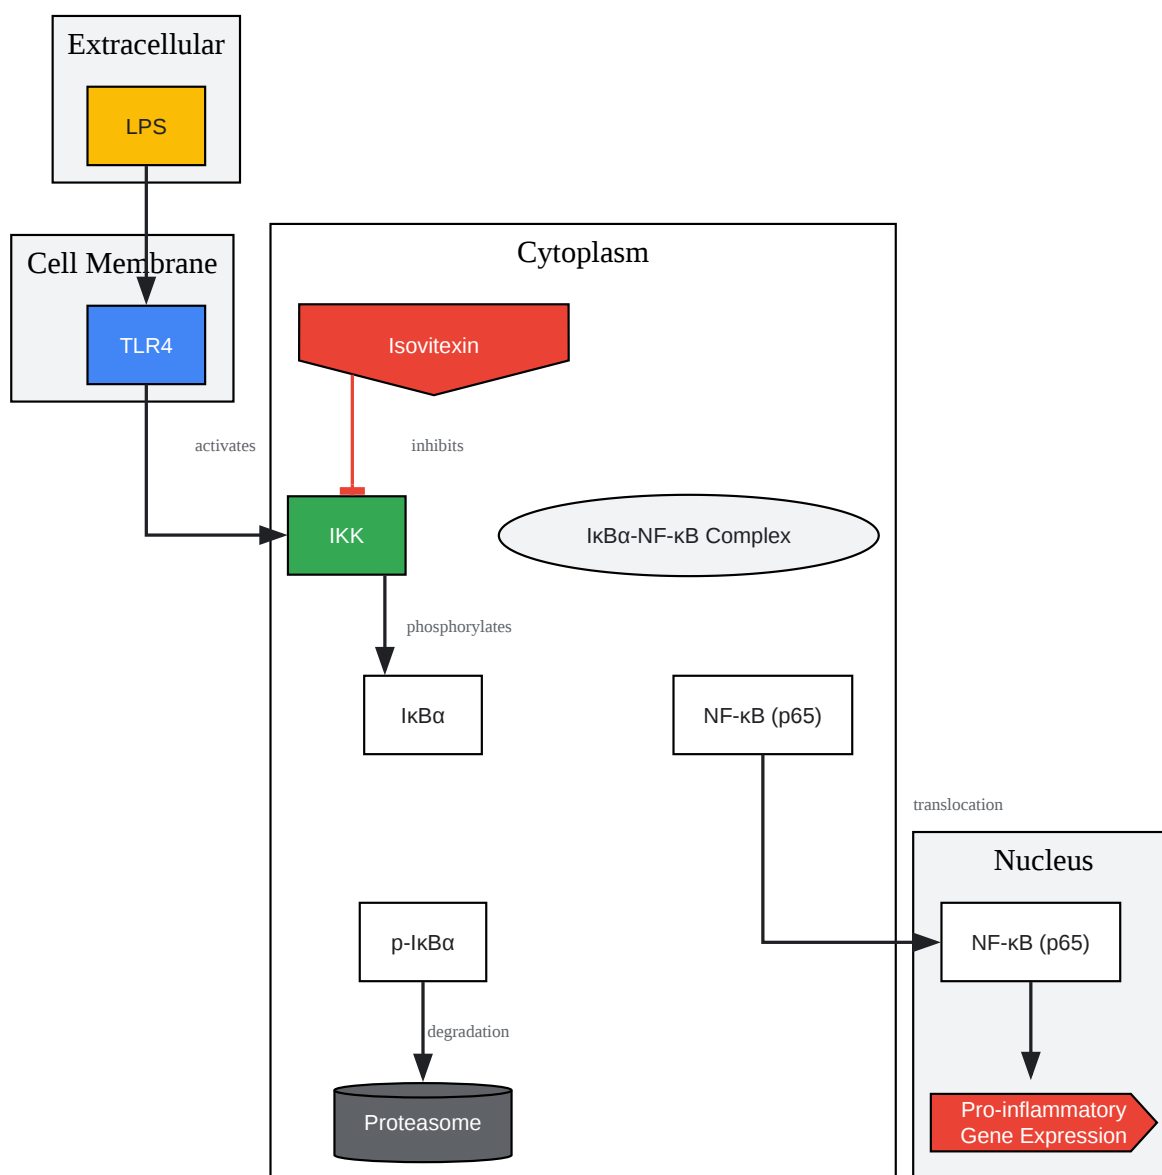 Extracellular
LPS
Cell Membrane
TLR4
Cytoplasm
Isovitexin
activates
inhibits
IKK
IκBα-NF-κB Complex
phosphorylates
IκBα
NF-κB (p65)
translocation
Nucleus
p-IκBα
NF-κB (p65)
degradation
Proteasome
Pro-inflammatory
Gene Expression